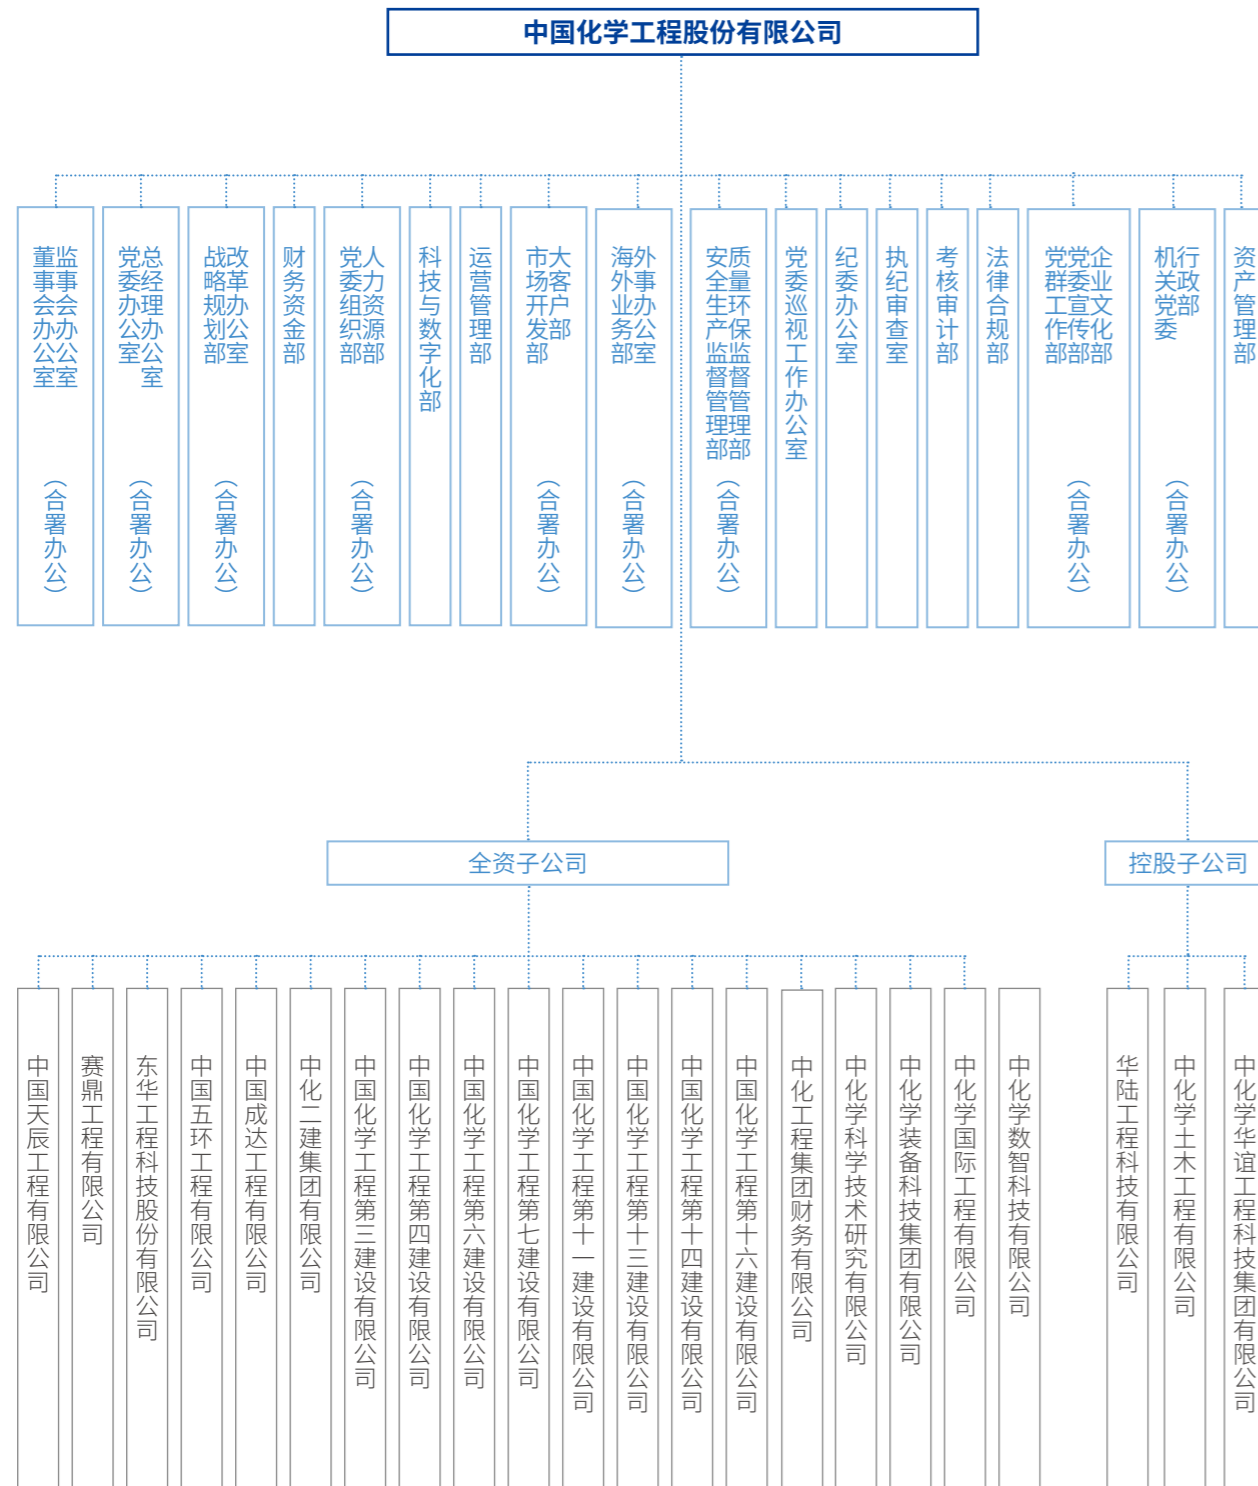 中国化学工程股份有限公司
董事会办公室
监事会办公室
（合署办公）
党委办公室
总经理办公室
（合署办公）
战略规划部
改革办公室
（合署办公）
财务资金部
党委组织部
人力资源部
（合署办公）
科技与数字化部
运营管理部
市场开发部
大客户部
（合署办公）
海外业务部
外事办公室
（合署办公）
安全生产监督管理部
质量环保监督管理部
（合署办公）
党委巡视工作办公室
纪委办公室
执纪审查室
考核审计部
法律合规部
党群工作部
党委宣传部
企业文化部
（合署办公）
机关党委
行政部
（合署办公）
资产管理部
全资子公司
控股子公司
中国天辰工程有限公司
赛鼎工程有限公司
东华工程科技股份有限公司
中国五环工程有限公司
中国成达工程有限公司
中化二建集团有限公司
中国化学工程第三建设有限公司
中国化学工程第四建设有限公司
中国化学工程第六建设有限公司
中国化学工程第七建设有限公司
中国化学工程第十一建设有限公司
中国化学工程第十三建设有限公司
中国化学工程第十四建设有限公司
中国化学工程第十六建设有限公司
中化工程集团财务有限公司
中化学科学技术研究有限公司
中化学装备科技集团有限公司
中化学国际工程有限公司
中化学数智科技有限公司
华陆工程科技有限公司
中化学土木工程有限公司
中化学华谊工程科技集团有限公司